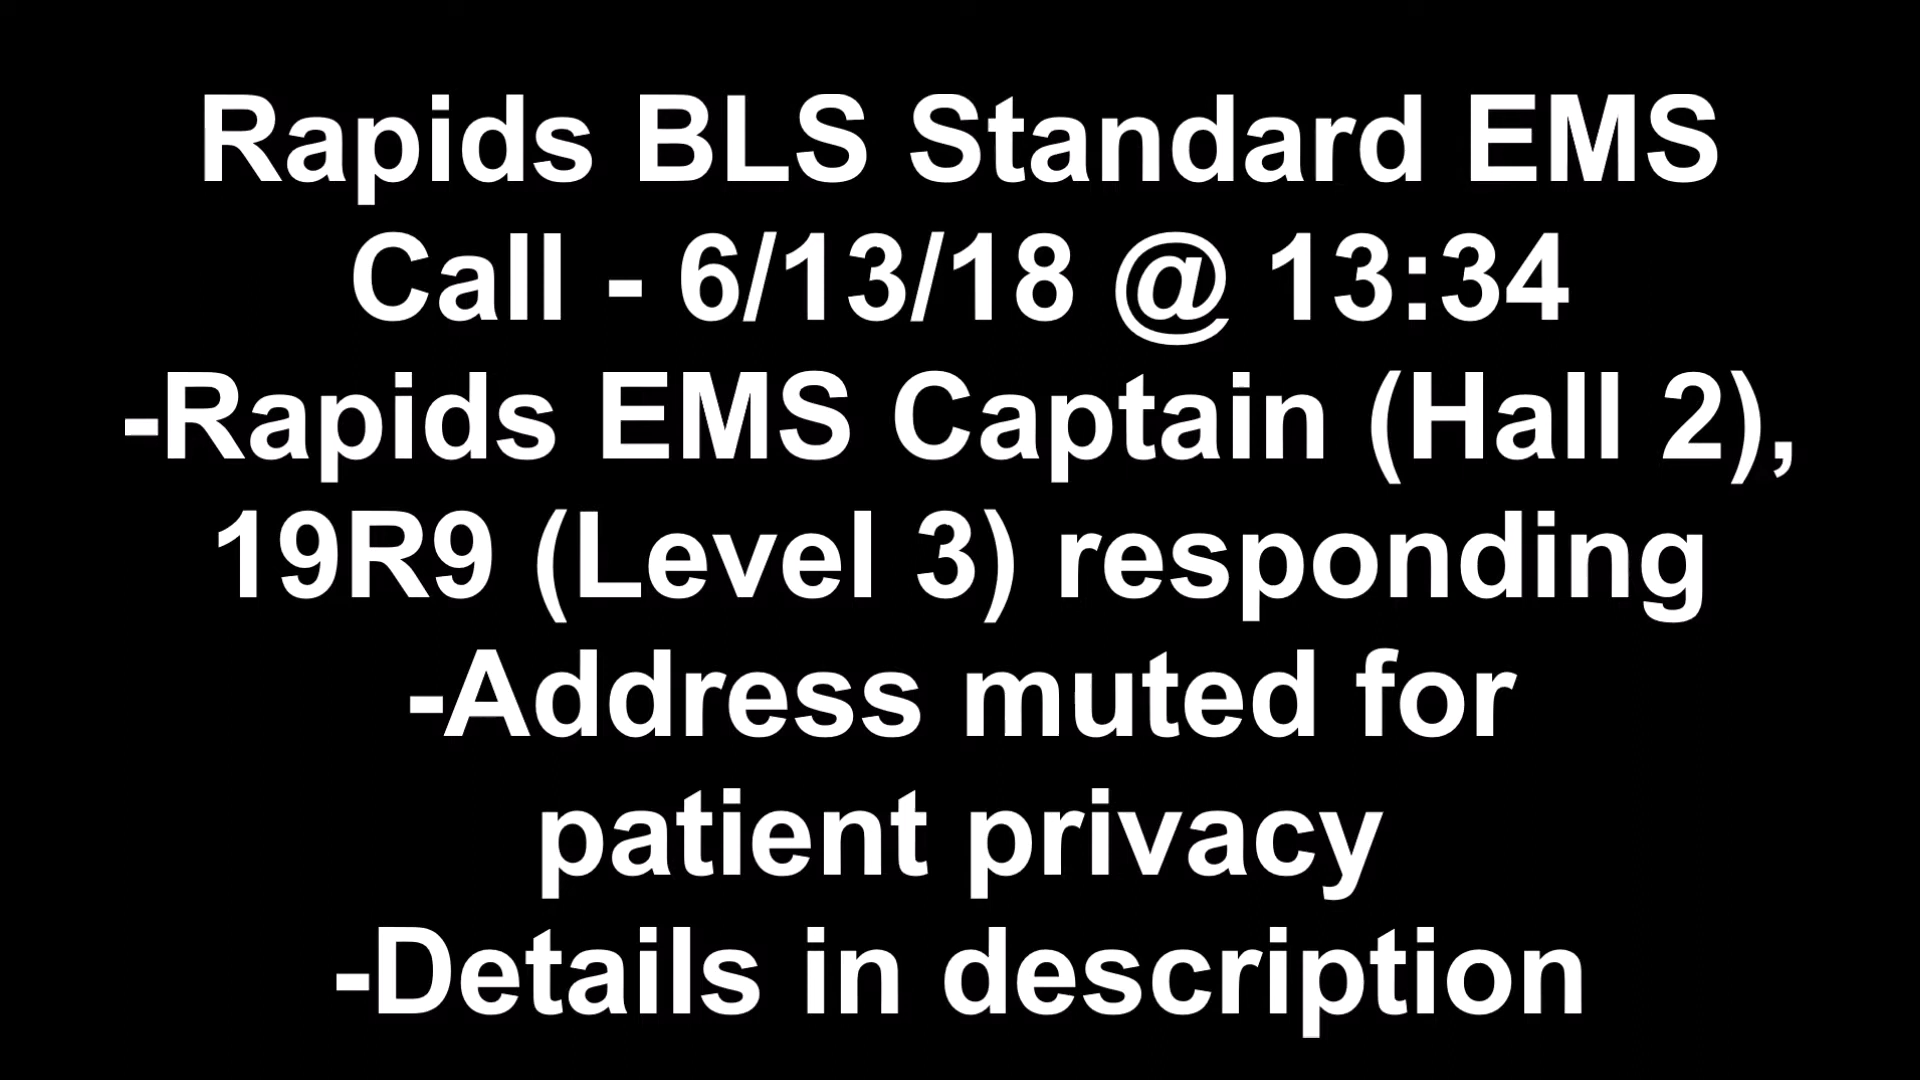 Rapids BLS Standard EMS
Call - 6/13/18 @ 13:34
-Rapids EMS Captain (Hall 2),
19R9 (Level 3) responding
-Address muted for
patient privacy
-Details in description